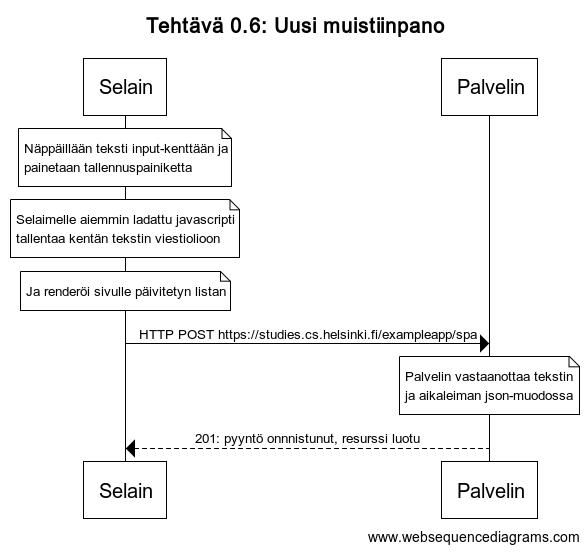 Tehtävä 0.6: Uusi muistiinpano
Selain
Palvelin
Näppäillään teksti input-kenttään ja
painetaan tallennuspainiketta
Selaimelle aiemmin ladattu javascripti
tallentaa kentän tekstin viestiolioon
Ja renderöi sivulle päivitetyn listan
HTTP POST https://studies.cs.helsinki.fi/exampleapp/spa
Palvelin vastaanottaa tekstin
ja aikaleiman json-muodossa
201: pyyntö onnnistunut, resurssi luotu
Selain
Palvelin
www.websequencediagrams.com